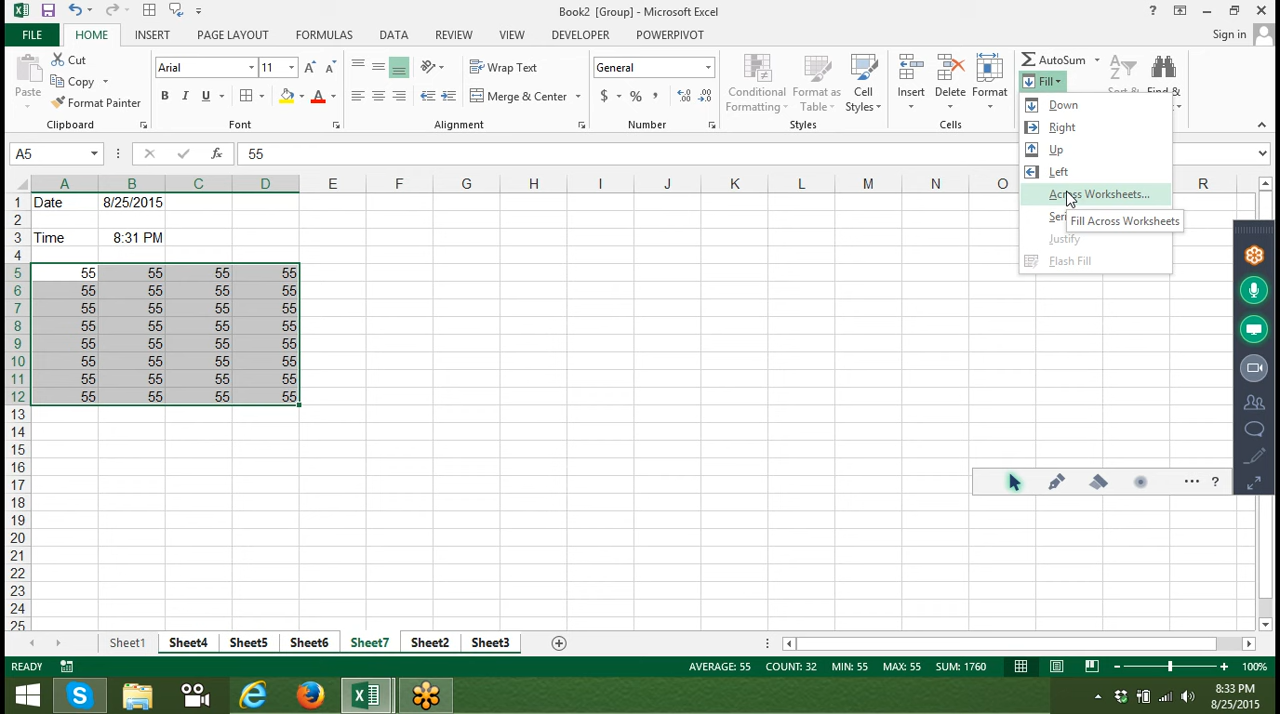 Book2 [Group] - Microsoft Excel
?
FILE HOME INSERT PAGE LAYOUT FORMULAS DATA REVIEW VIEW DEVELOPER POWERPIVOT Sign in
Paste
Cut
Copy
Format Painter
Clipboard
Arial 11 A A
B I U A
Font
Wrap Text
Merge & Center
Alignment
General
$ % , .00
Number
Conditional Formatting
Format as Table
Cell Styles
Styles
Insert Delete Format
Cells
AutoSum
Fill
Sort &
Find &
Down
Right
Up
Left
Across Worksheets...
Seri
Fill Across Worksheets
Justify
Flash Fill
A5 fx 55
A B C D E F G H I J K L M N O R
1 Date 8/25/2015
2
3 Time 8:31 PM
4
5 55 55 55 55
6 55 55 55 55
7 55 55 55 55
8 55 55 55 55
9 55 55 55 55
10 55 55 55 55
11 55 55 55 55
12 55 55 55 55
13
14
15
16
17
18
19
20
21
22
23
24
25
?
Sheet1 Sheet4 Sheet5 Sheet6 Sheet7 Sheet2 Sheet3
READY AVERAGE: 55 COUNT: 32 MIN: 55 MAX: 55 SUM: 1760 100%
8:33 PM
8/25/2015